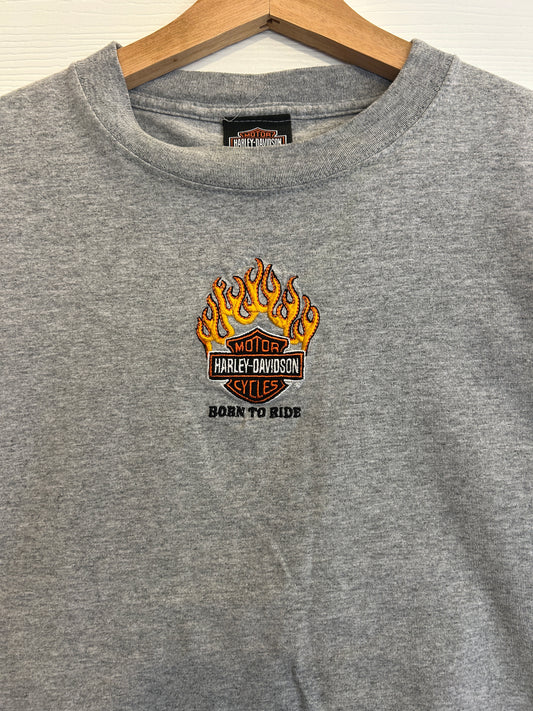 MOTOR
HARLEY-DAVIDSON
MOTOR
HARLEY-DAVIDSON
CYCLES
BORN TO RIDE